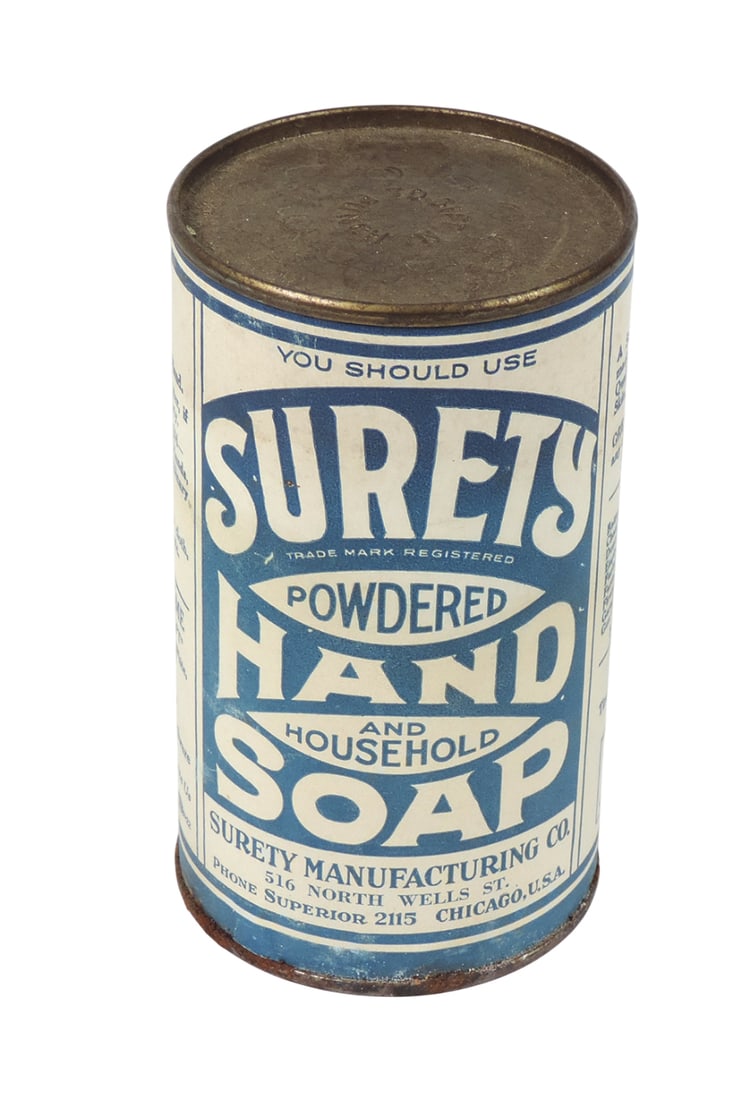 YOU SHOULD USE
SURETY
TRADE MARK REGISTERED
POWDERED
HAND
AND
HOUSEHOLD
SOAP
SURETY MANUFACTURING CO.
516 NORTH WELLS ST.
PHONE SUPERIOR 2115 CHICAGO, U.S.A.